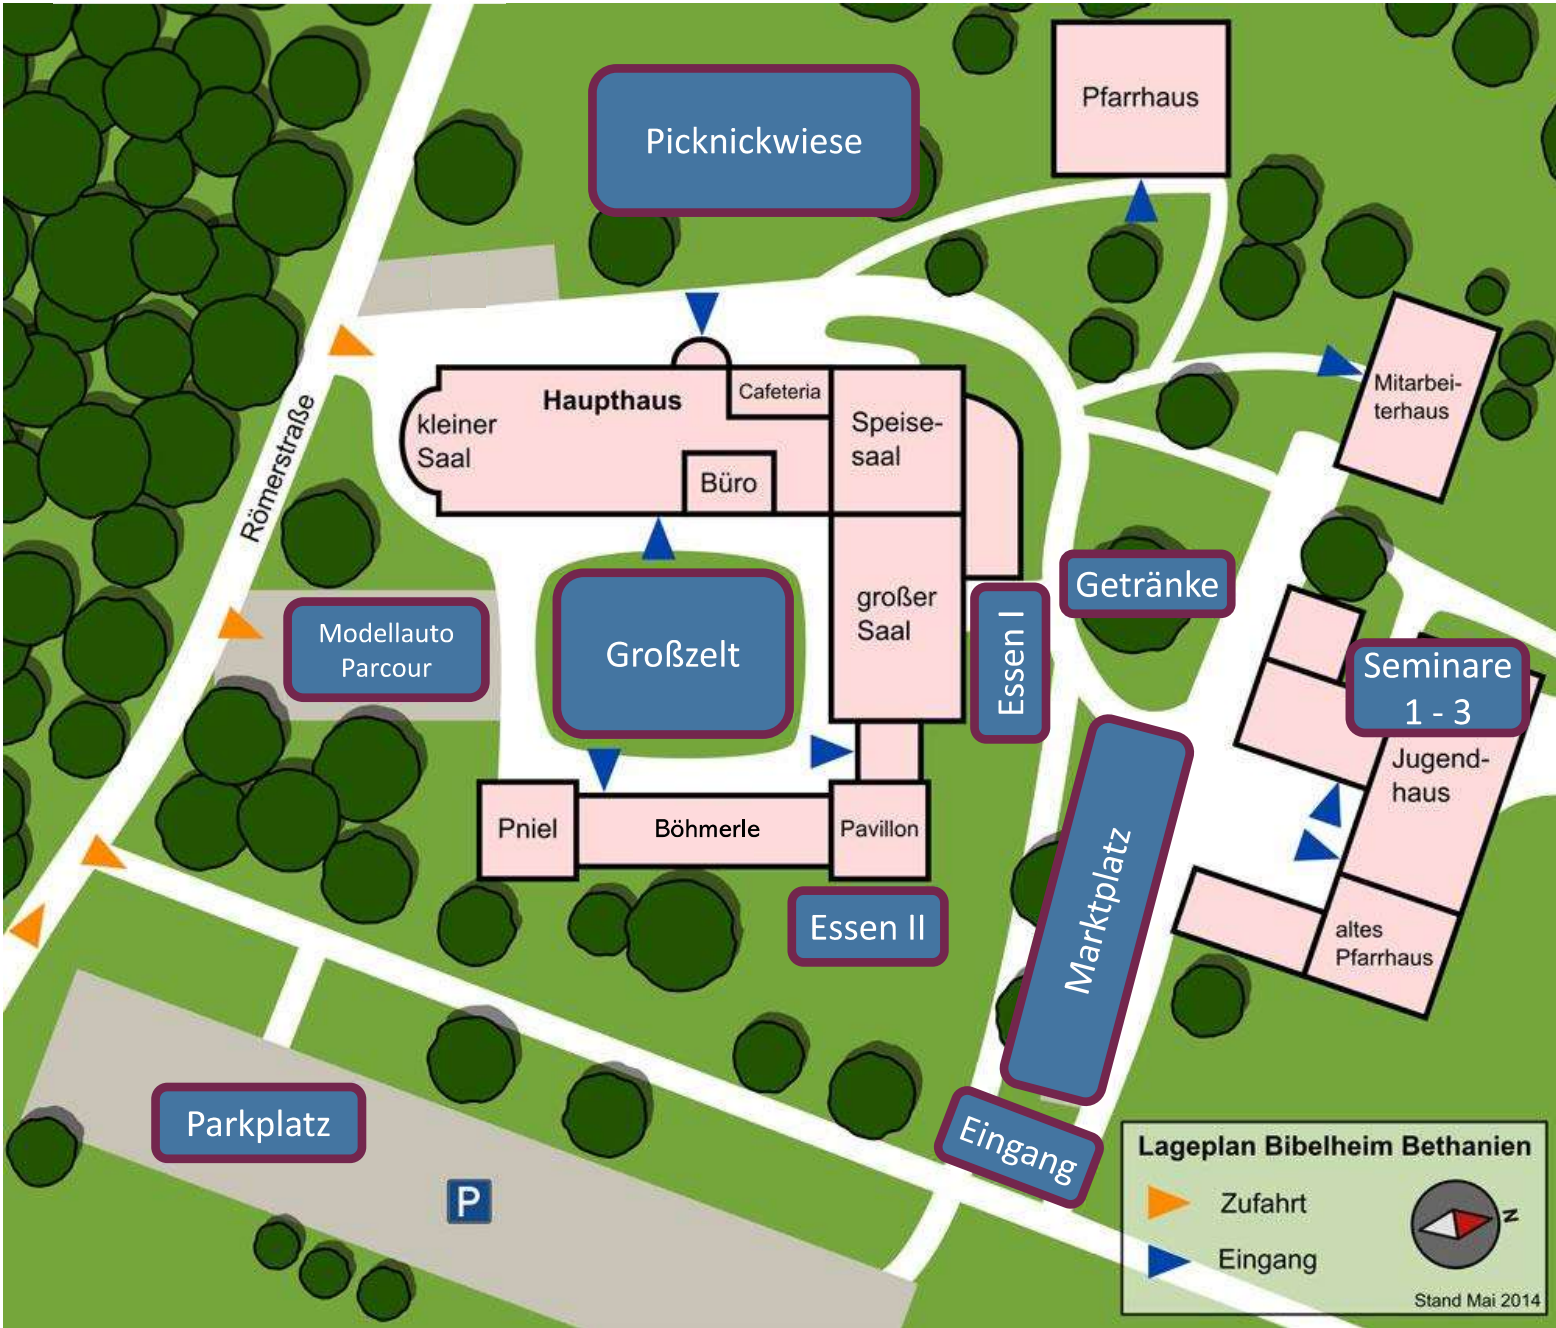 Picknickwiese
Pfarrhaus
Mitarbei-
terhaus
Haupthaus
Cafeteria
kleiner
Saal
Speise-
saal
Büro
Römerstraße
großer
Saal
Getränke
Essen I
Modellauto
Parcour
Großzelt
Seminare
1 - 3
Jugend-
haus
Pniel
Böhmerle
Pavillon
Marktplatz
Essen II
altes
Pfarrhaus
Parkplatz
P
Eingang
Lageplan Bibelheim Bethanien
Zufahrt
N
Eingang
Stand Mai 2014